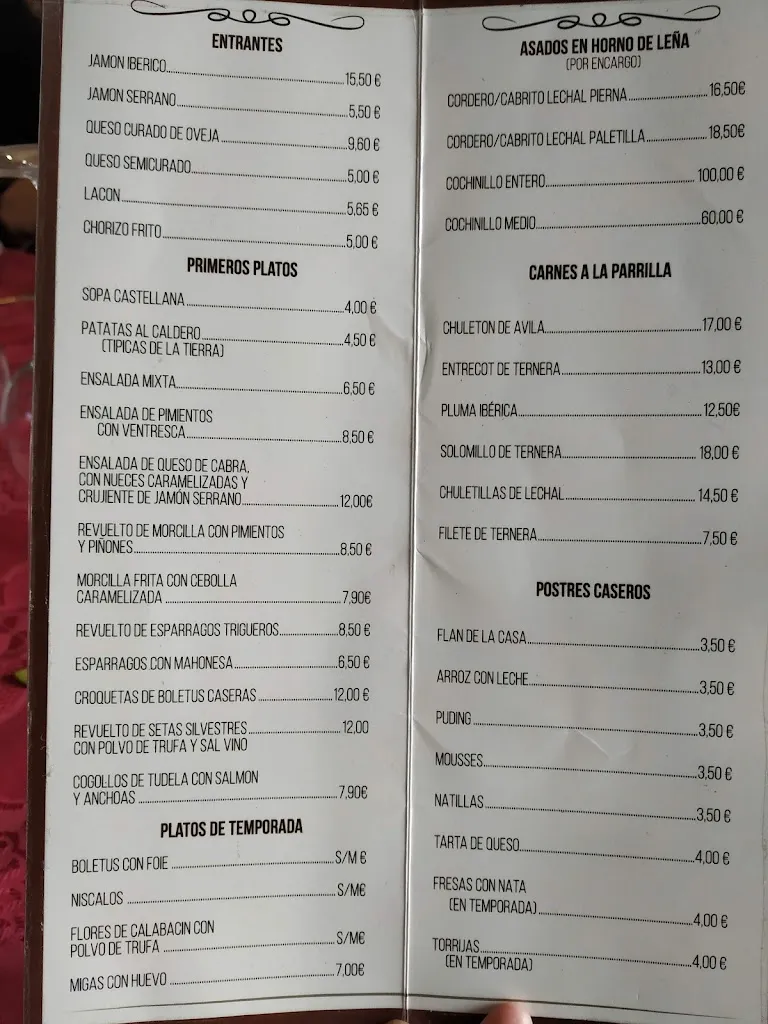 ENTRANTES
JAMON IBERICO 15,50 €
JAMON SERRANO 5,50 €
QUESO CURADO DE OVEJA 9,60 €
QUESO SEMICURADO 5,00 €
LACON 5,65 €
CHORIZO FRITO 5,00 €
PRIMEROS PLATOS
SOPA CASTELLANA 4,00 €
PATATAS AL CALDERO 4,50 €
(TIPICAS DE LA TIERRA)
ENSALADA MIXTA 6,50 €
ENSALADA DE PIMIENTOS
CON VENTRESCA 8,50 €
ENSALADA DE QUESO DE CABRA,
CON NUECES CARAMELIZADAS Y
CRUJIENTE DE JAMÓN SERRANO 12,00€
REVUELTO DE MORCILLA CON PIMIENTOS
Y PIÑONES 8,50 €
MORCILLA FRITA CON CEBOLLA
CARAMELIZADA 7,90€
REVUELTO DE ESPARRAGOS TRIGUEROS 8,50 €
ESPARRAGOS CON MAHONESA 6,50 €
CROQUETAS DE BOLETUS CASERAS 12,00 €
REVUELTO DE SETAS SILVESTRES 12,00
CON POLVO DE TRUFA Y SAL VINO
COGOLLOS DE TUDELA CON SALMON
Y ANCHOAS 7,90€
PLATOS DE TEMPORADA
BOLETUS CON FOIE S/M €
NISCALOS S/M€
FLORES DE CALABACIN CON
POLVO DE TRUFA S/M€
MIGAS CON HUEVO 7,00€
ASADOS EN HORNO DE LEÑA
(POR ENCARGO)
CORDERO/CABRITO LECHAL PIERNA 16,50€
CORDERO/CABRITO LECHAL PALETILLA 18,50€
COCHINILLO ENTERO 100,00 €
COCHINILLO MEDIO 60,00 €
CARNES A LA PARRILLA
CHULETON DE AVILA 17,00 €
ENTRECOT DE TERNERA 13,00 €
PLUMA IBÉRICA 12,50€
SOLOMILLO DE TERNERA 18,00 €
CHULETILLAS DE LECHAL 14,50 €
FILETE DE TERNERA 7,50 €
POSTRES CASEROS
FLAN DE LA CASA 3,50 €
ARROZ CON LECHE 3,50 €
PUDING 3,50 €
MOUSSES 3,50 €
NATILLAS 3,50 €
TARTA DE QUESO 4,00 €
FRESAS CON NATA
(EN TEMPORADA) 4,00 €
TORRIJAS 4,00 €
(EN TEMPORADA)